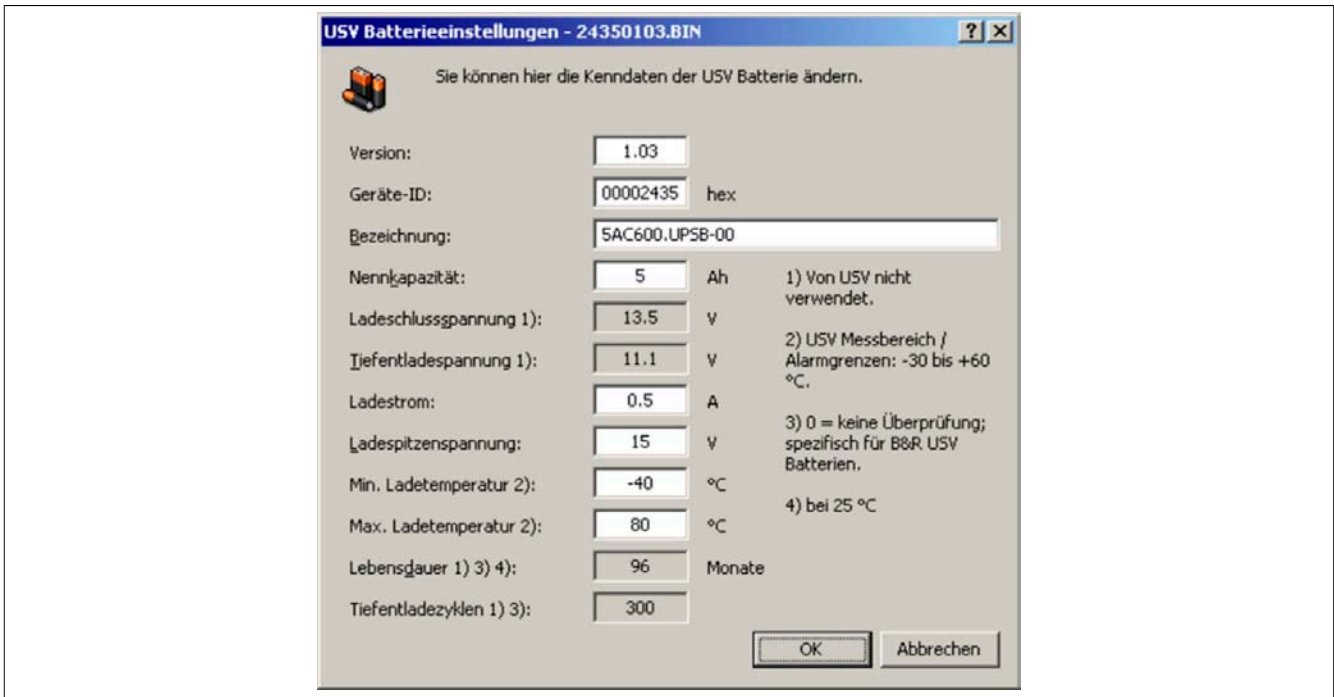 USV Batterieeinstellungen - 24350103.BIN
Sie können hier die Kenndaten der USV Batterie ändern.
Version: 1.03
Geräte-ID: 00002435 hex
Bezeichnung: 5AC600.UPSB-00
Nennkapazität: 5 Ah
Ladeschlussspannung 1): 13.5 V
Tiefentladespannung 1): 11.1 V
Ladestrom: 0.5 A
Ladespitzenspannung: 15 V
Min. Ladetemperatur 2): -40 °C
Max. Ladetemperatur 2): 80 °C
Lebensdauer 1) 3) 4): 96 Monate
Tiefentladezyklen 1) 3): 300
1) Von USV nicht
verwendet.
2) USV Messbereich /
Alarmgrenzen: -30 bis +60
°C.
3) 0 = keine Überprüfung;
spezifisch für B&R USV
Batterien.
4) bei 25 °C
OK Abbrechen